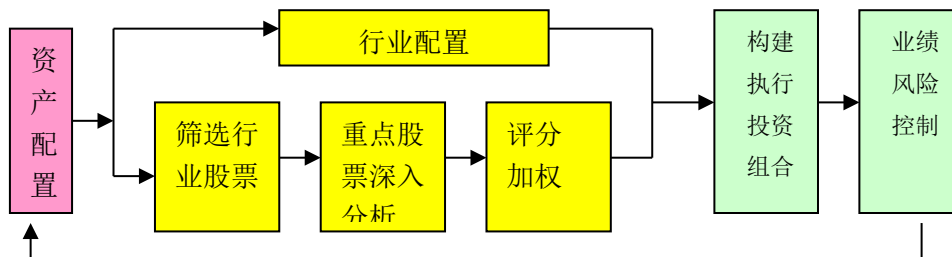 资
产
配
置
行业配置
筛选行
业股票
重点股
票深入
分析
评分
加权
构建
执行
投资
组合
业绩
风险
控制